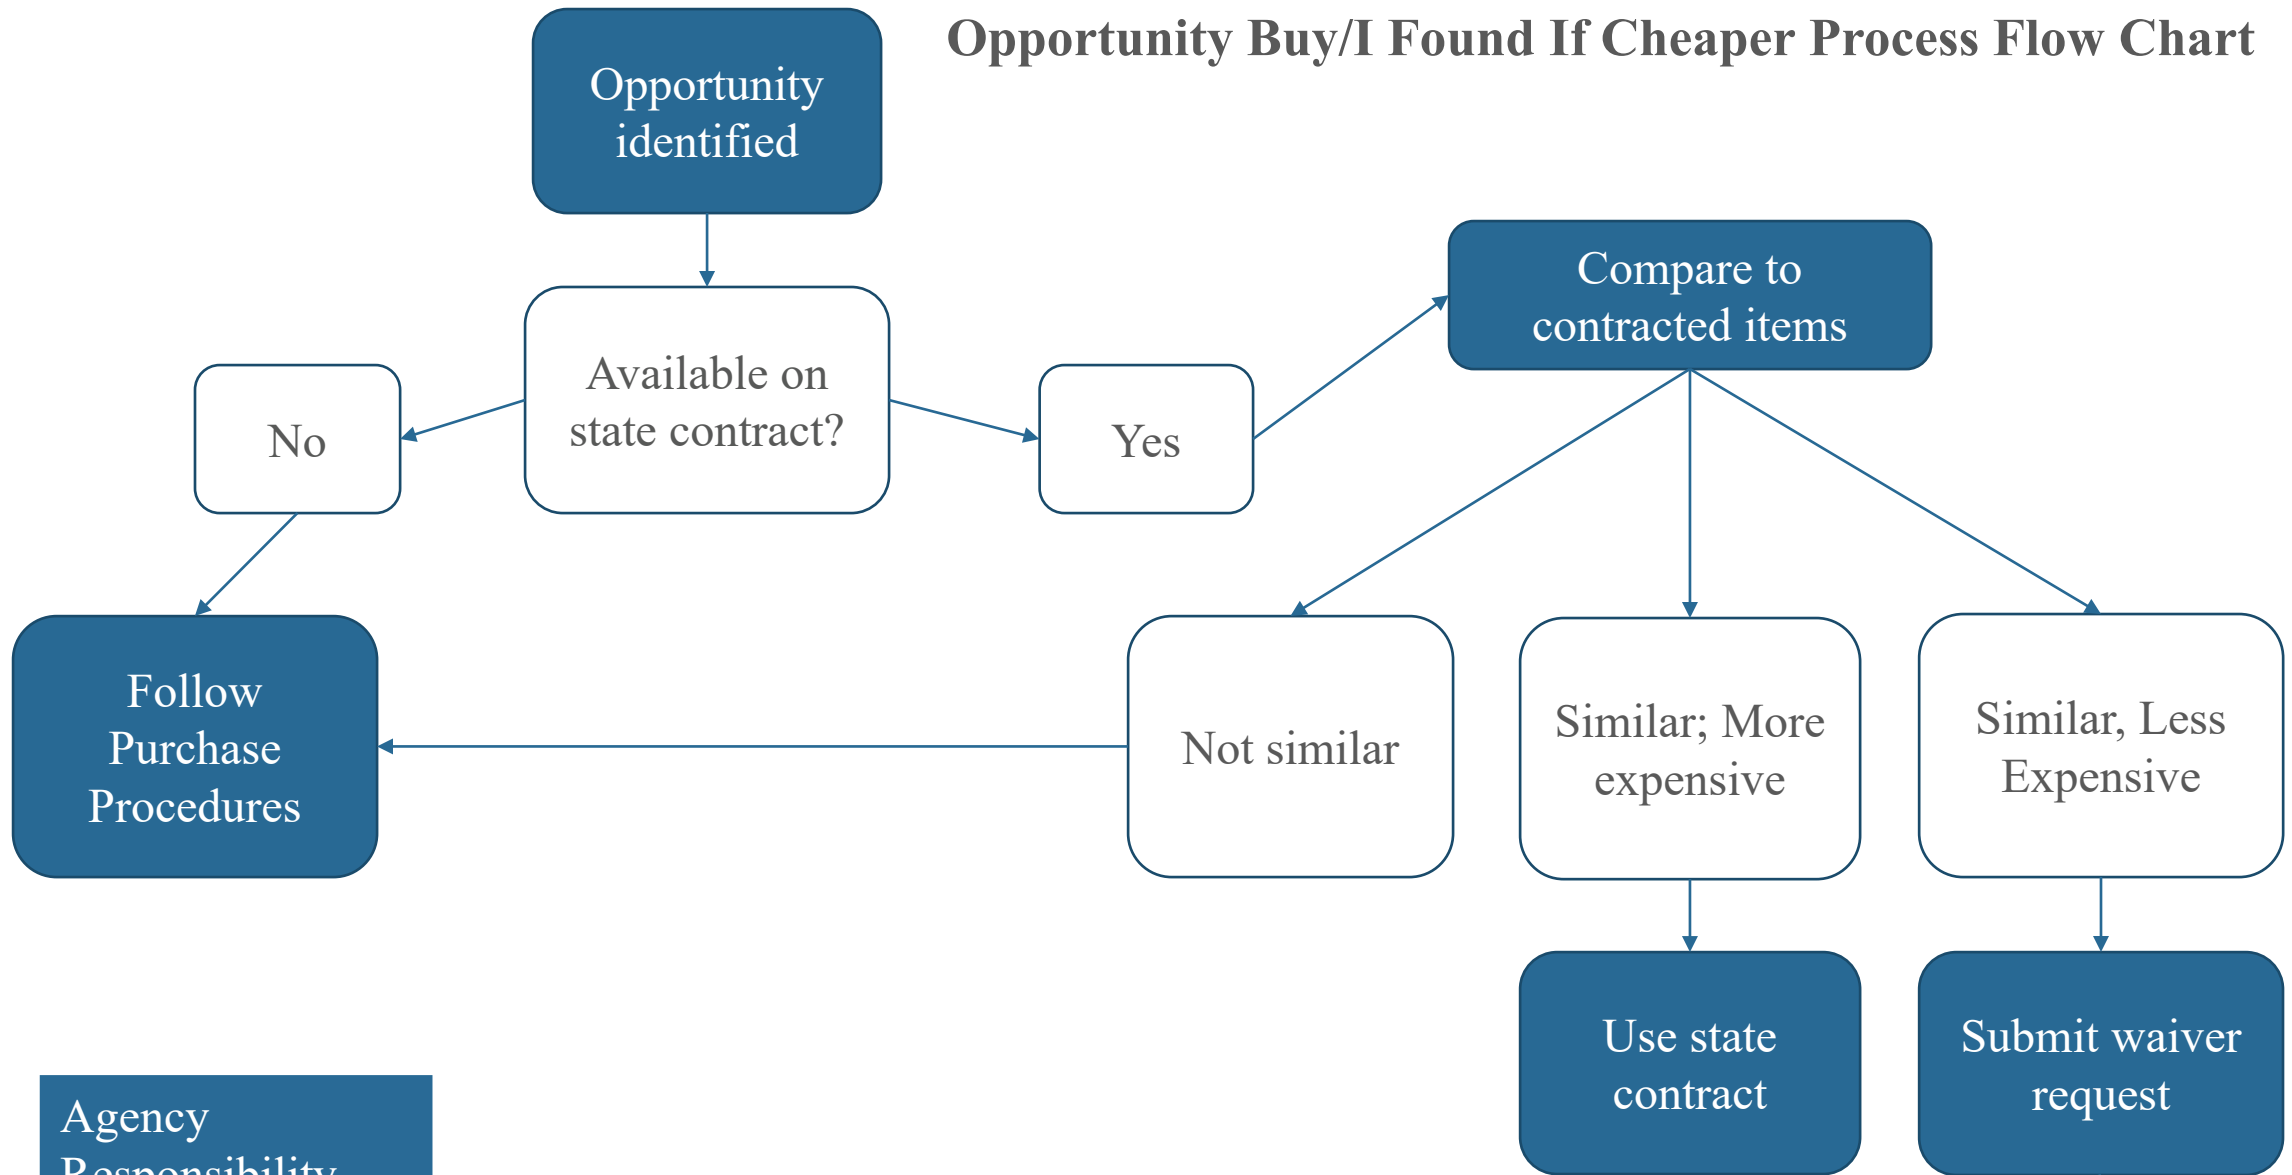 Opportunity Buy/I Found If Cheaper Process Flow Chart
Opportunity
identified
Compare to
contracted items
Available on
state contract?
No
Yes
Follow
Purchase
Procedures
Not similar
Similar; More
expensive
Similar, Less
Expensive
Use state
contract
Submit waiver
request
Agency
Responsibility